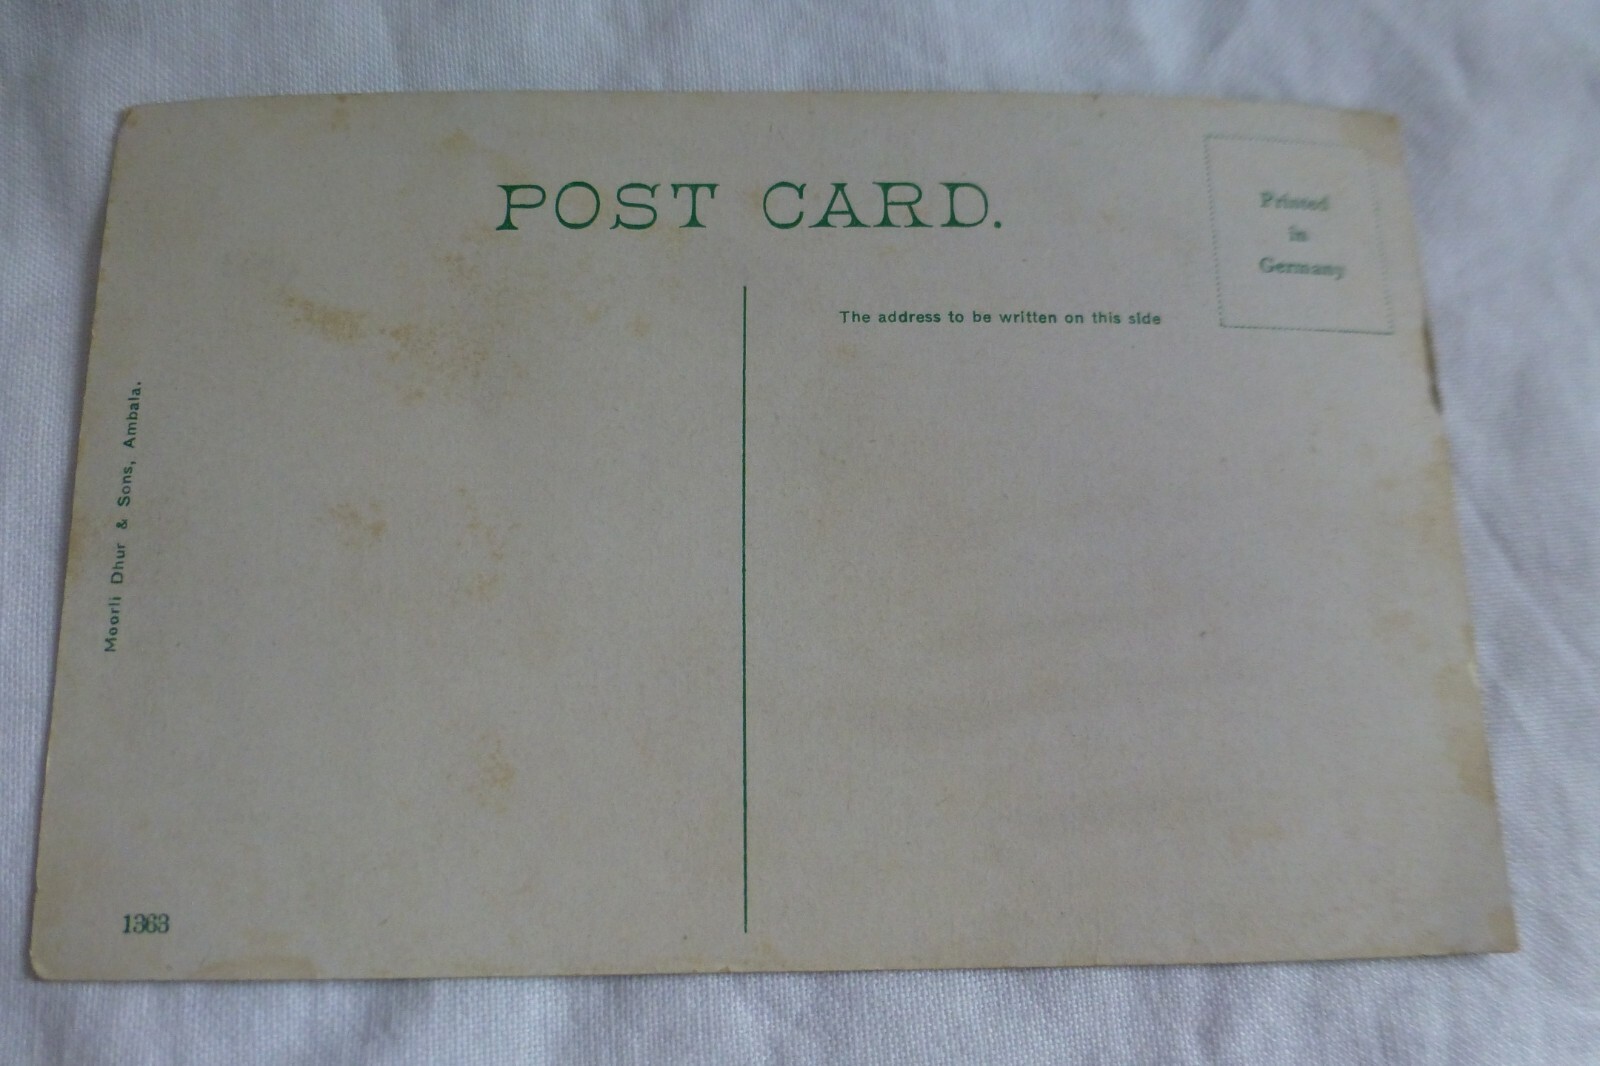 POST CARD.
Printed
in
Germany
The address to be written on this side
Moorli Dhur & Sons, Ambala.
1363